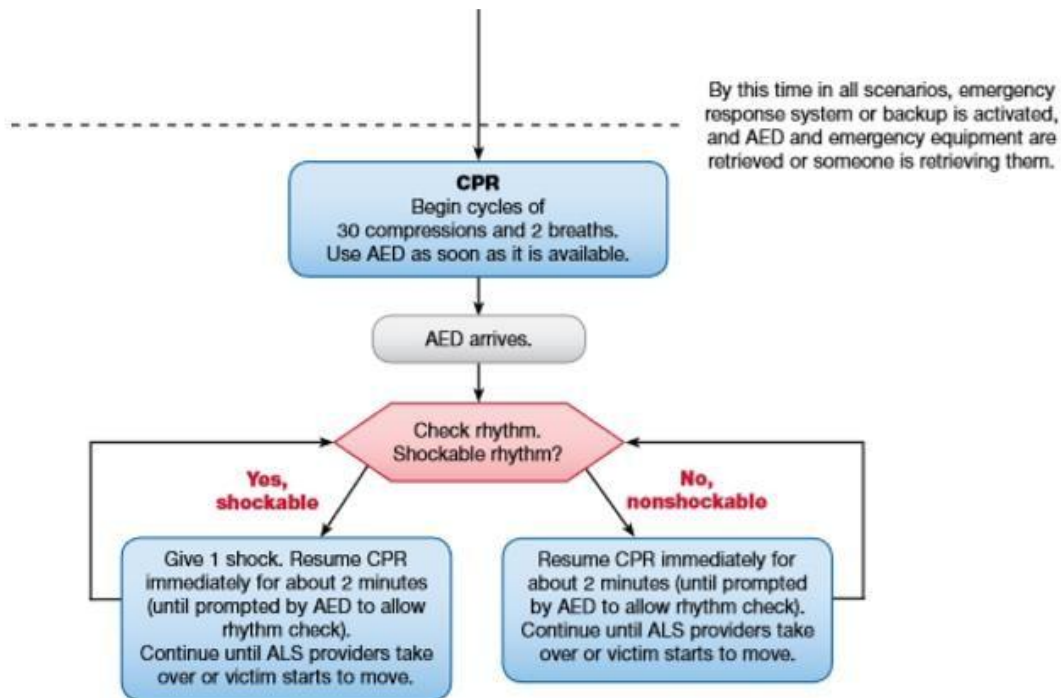 By this time in all scenarios, emergency
response system or backup is activated,
and AED and emergency equipment are
retrieved or someone is retrieving them.
CPR
Begin cycles of
30 compressions and 2 breaths.
Use AED as soon as it is available.
AED arrives.
Check rhythm.
Shockable rhythm?
Yes,
shockable
No,
nonshockable
Give 1 shock. Resume CPR
immediately for about 2 minutes
(until prompted by AED to allow
rhythm check).
Continue until ALS providers take
over or victim starts to move.
Resume CPR immediately for
about 2 minutes (until prompted
by AED to allow rhythm check).
Continue until ALS providers take
over or victim starts to move.